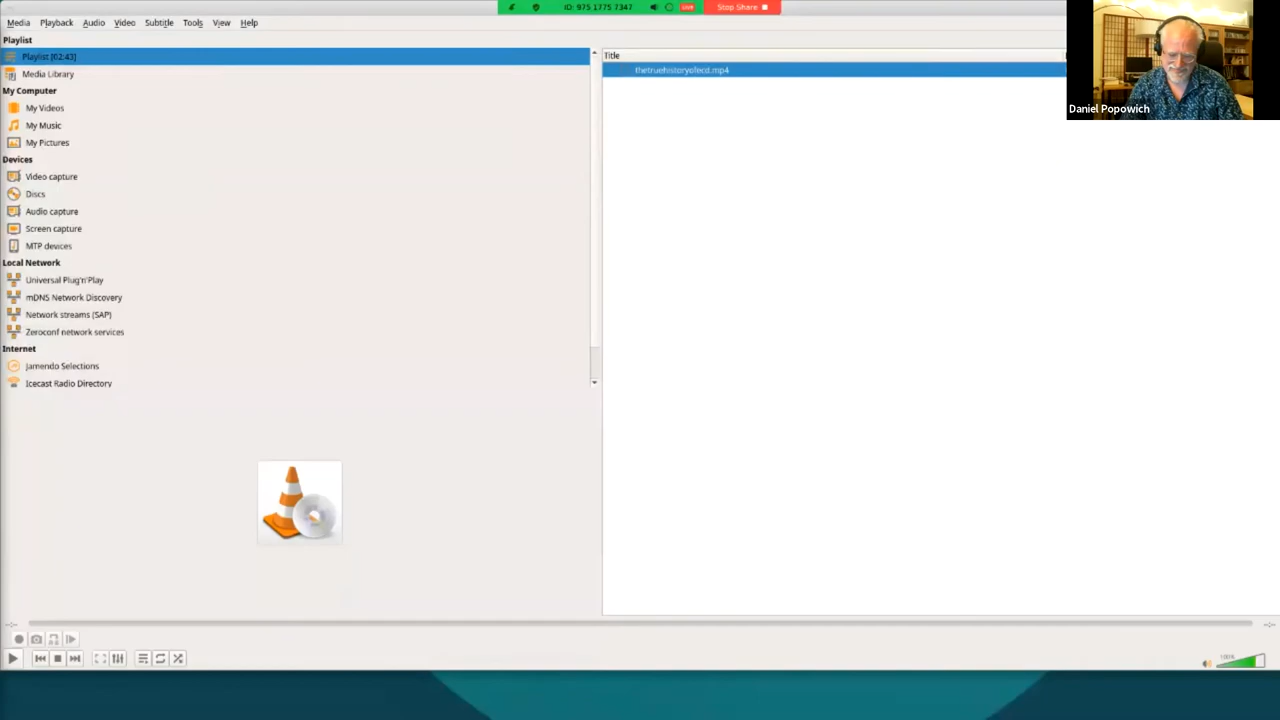 ID: 975 1775 7347 LIVE Stop Share
Media Playback Audio Video Subtitle Tools View Help
Playlist
Playlist [02:43]
Media Library
My Computer
My Videos
My Music
My Pictures
Devices
Video capture
Discs
Audio capture
Screen capture
MTP devices
Local Network
Universal Plug'n'Play
mDNS Network Discovery
Network streams (SAP)
Zeroconf network services
Internet
Jamendo Selections
Icecast Radio Directory
Title
thetruehistoryofecd.mp4
Daniel Popowich
--:--
--:--
100%